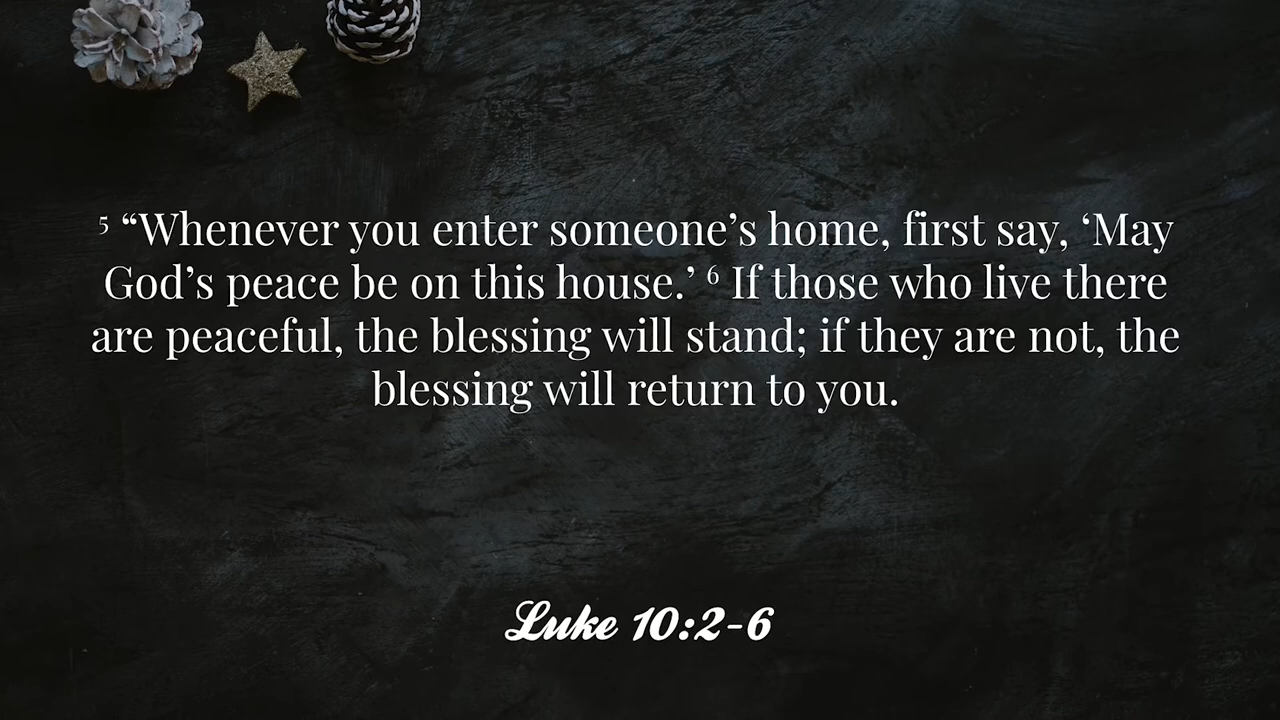 5 “Whenever you enter someone’s home, first say, ‘May
God’s peace be on this house.’ 6 If those who live there
are peaceful, the blessing will stand; if they are not, the
blessing will return to you.
Luke 10:2-6